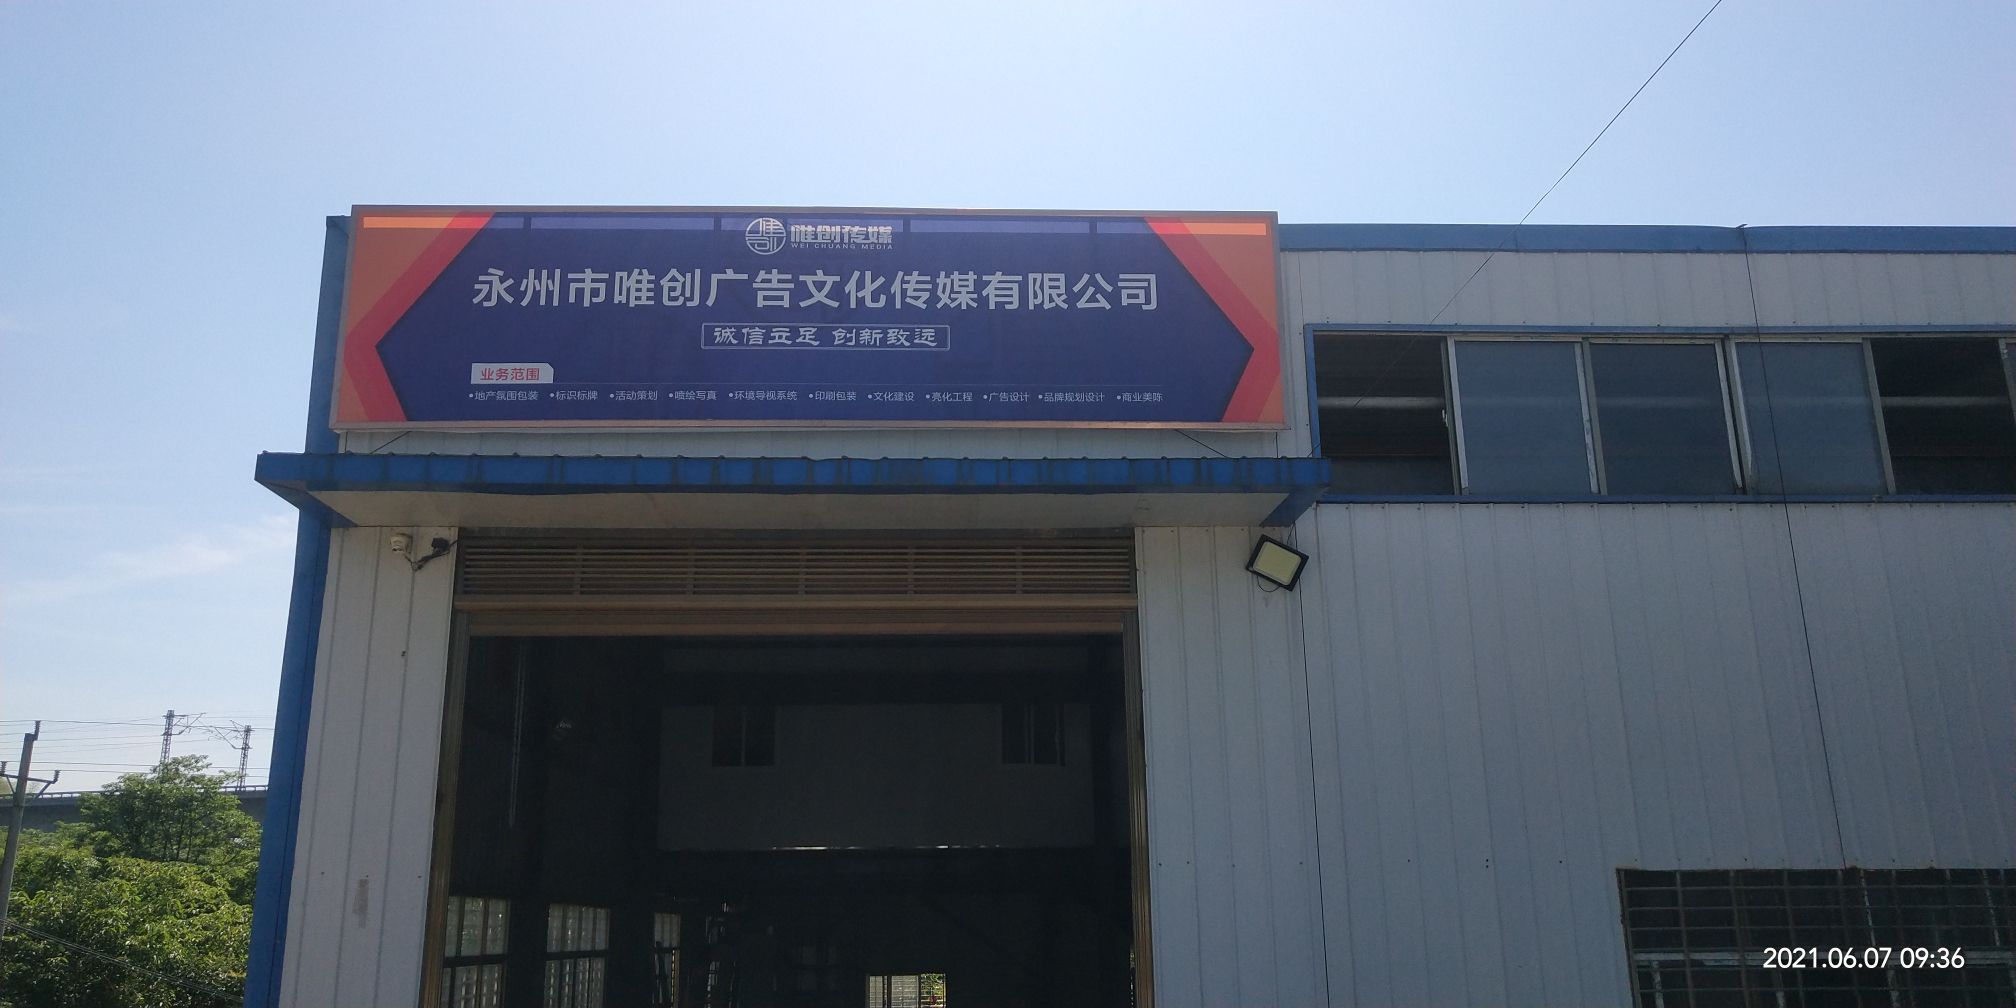 唯创传媒
WEI CHUANG MEDIA
永州市唯创广告文化传媒有限公司
诚信立足 创新致远
业务范围
•地产氛围包装 •标识标牌 •活动策划 •喷绘写真 •环境导视系统 •印刷包装 •文化建设 •亮化工程 •广告设计 •品牌规划设计 •商业美陈
2021.06.07 09:36